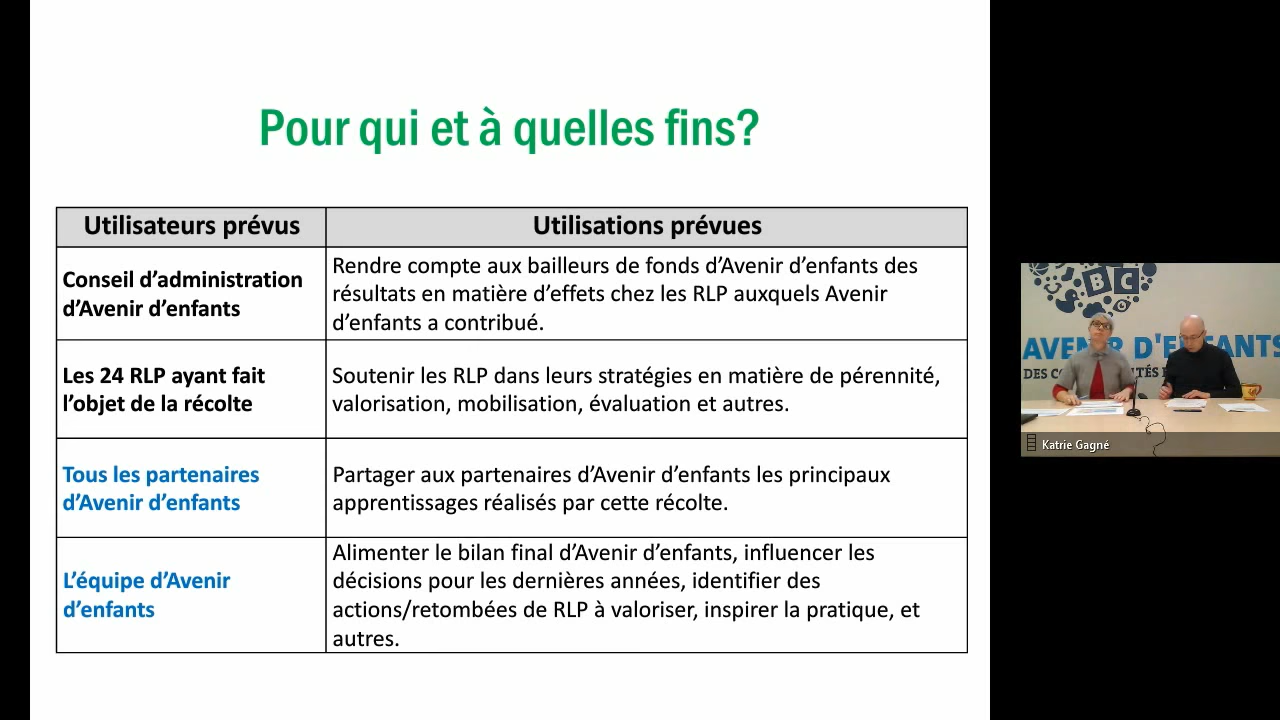 Pour qui et à quelles fins?
Utilisateurs prévus
Utilisations prévues
Conseil d’administration
d’Avenir d’enfants
Rendre compte aux bailleurs de fonds d’Avenir d’enfants des
résultats en matière d’effets chez les RLP auxquels Avenir
d’enfants a contribué.
Les 24 RLP ayant fait
l’objet de la récolte
Soutenir les RLP dans leurs stratégies en matière de pérennité,
valorisation, mobilisation, évaluation et autres.
Tous les partenaires
d’Avenir d’enfants
Partager aux partenaires d’Avenir d’enfants les principaux
apprentissages réalisés par cette récolte.
L’équipe d’Avenir
d’enfants
Alimenter le bilan final d’Avenir d’enfants, influencer les
décisions pour les dernières années, identifier des
actions/retombées de RLP à valoriser, inspirer la pratique, et
autres.
BC
AVENIR D'ENFANTS
DES
Katrie Gagné